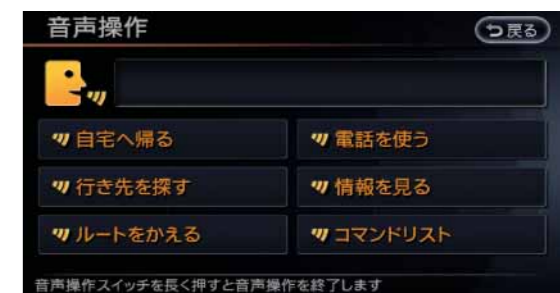 音声操作
戻る
自宅へ帰る
電話を使う
行き先を探す
情報を見る
ルートをかえる
コマンドリスト
音声操作スイッチを長く押すと音声操作を終了します